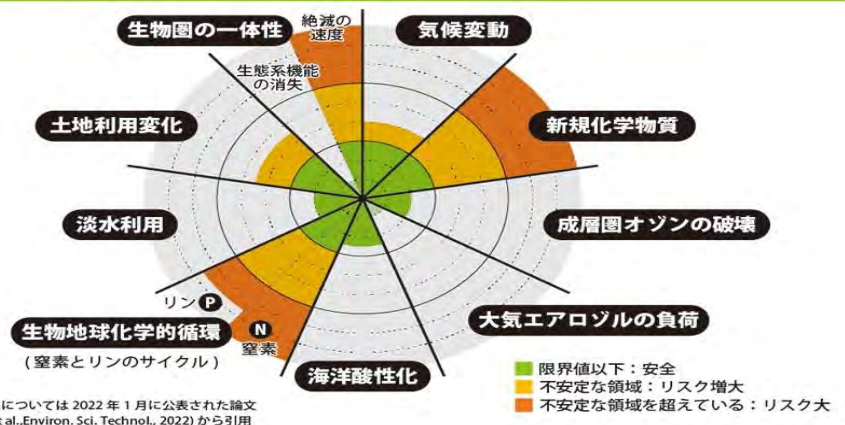 絶滅の
速度
生物圏の一体性
気候変動
生態系機能
の消失
土地利用変化
新規化学物質
淡水利用
成層圏オゾンの破壊
リン P
大気エアロゾルの負荷
生物地球化学的循環
N
窒素
(窒素とリンのサイクル)
海洋酸性化
限界値以下：安全
不安定な領域：リスク増大
不安定な領域を超えている：リスク大
については 2022 年 1 月に公表された論文
t al.,Environ. Sci. Technol., 2022) から引用